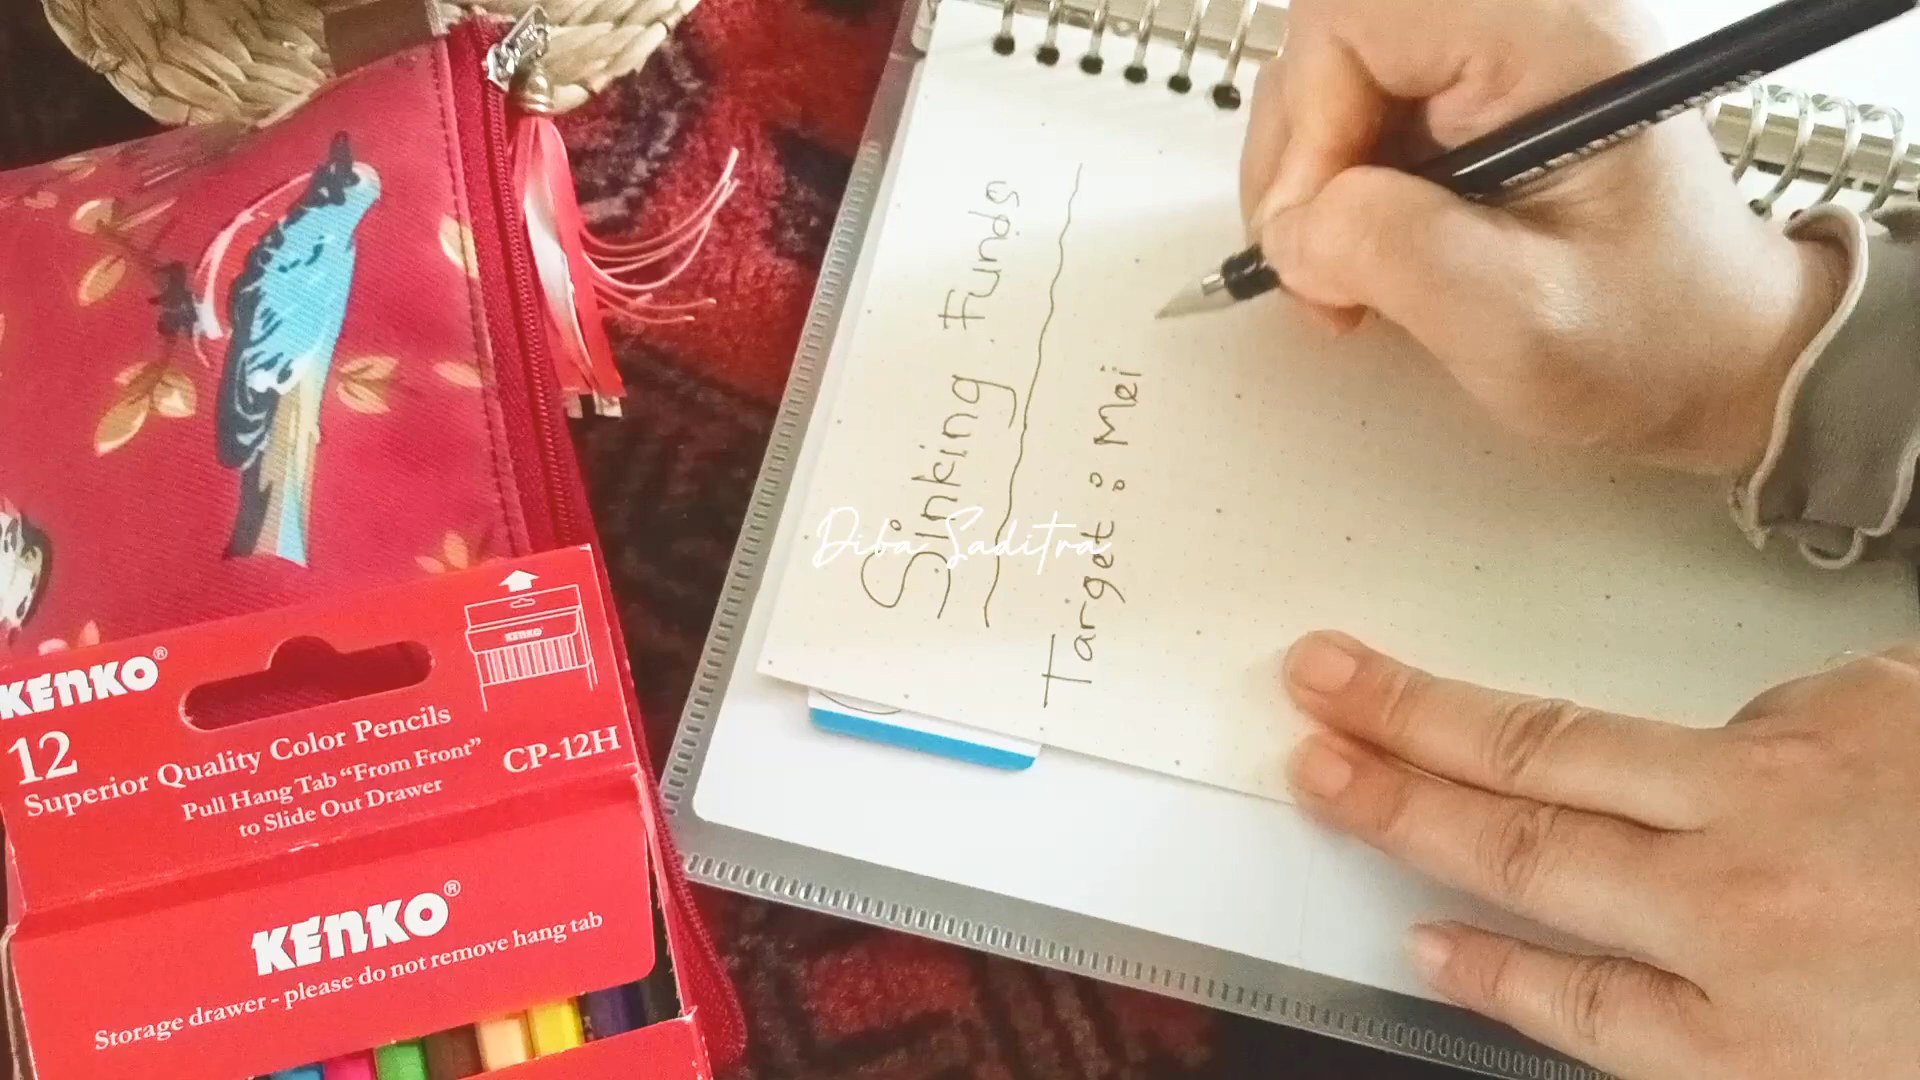 Sinking Funds
Target : Mei
Diba Saditra
KENKO®
12
Superior Quality Color Pencils
Pull Hang Tab “From Front”
to Slide Out Drawer
CP-12H
KENKO
KENKO®
Storage drawer - please do not remove hang tab